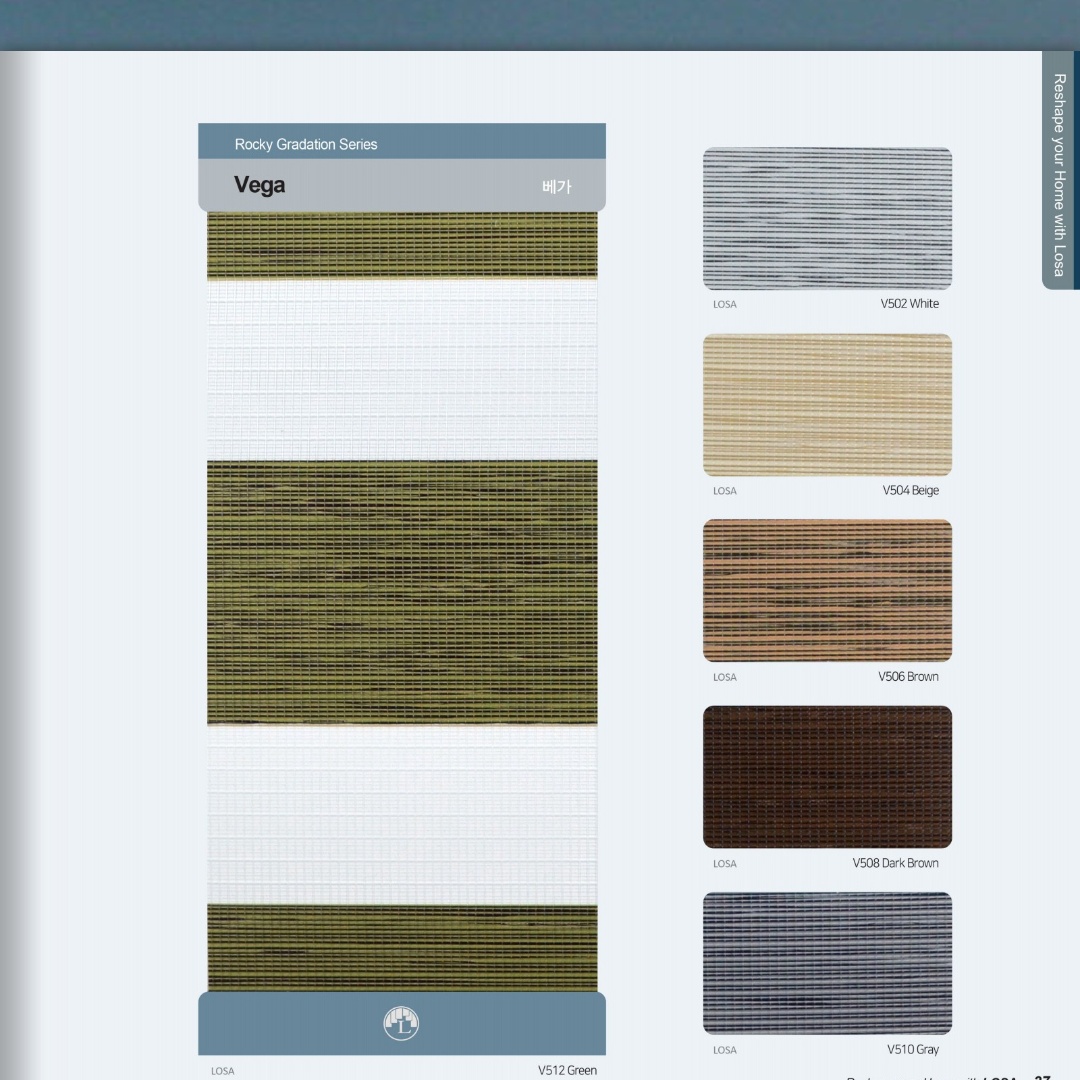 Reshape your Home with Losa
Rocky Gradation Series
Vega 베가
LOSA V502 White
LOSA V504 Beige
LOSA V506 Brown
LOSA V508 Dark Brown
LOSA V510 Gray
L
LOSA V512 Green